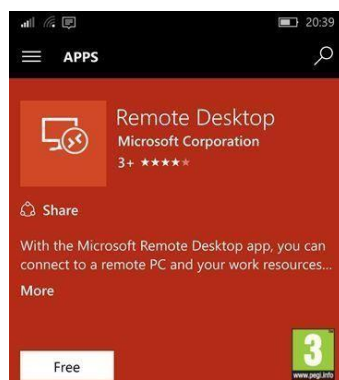 20:39
APPS
Remote Desktop
Microsoft Corporation
3+ ★★★★★
Share
With the Microsoft Remote Desktop app, you can
connect to a remote PC and your work resources...
More
Free
3
www.pegi.info